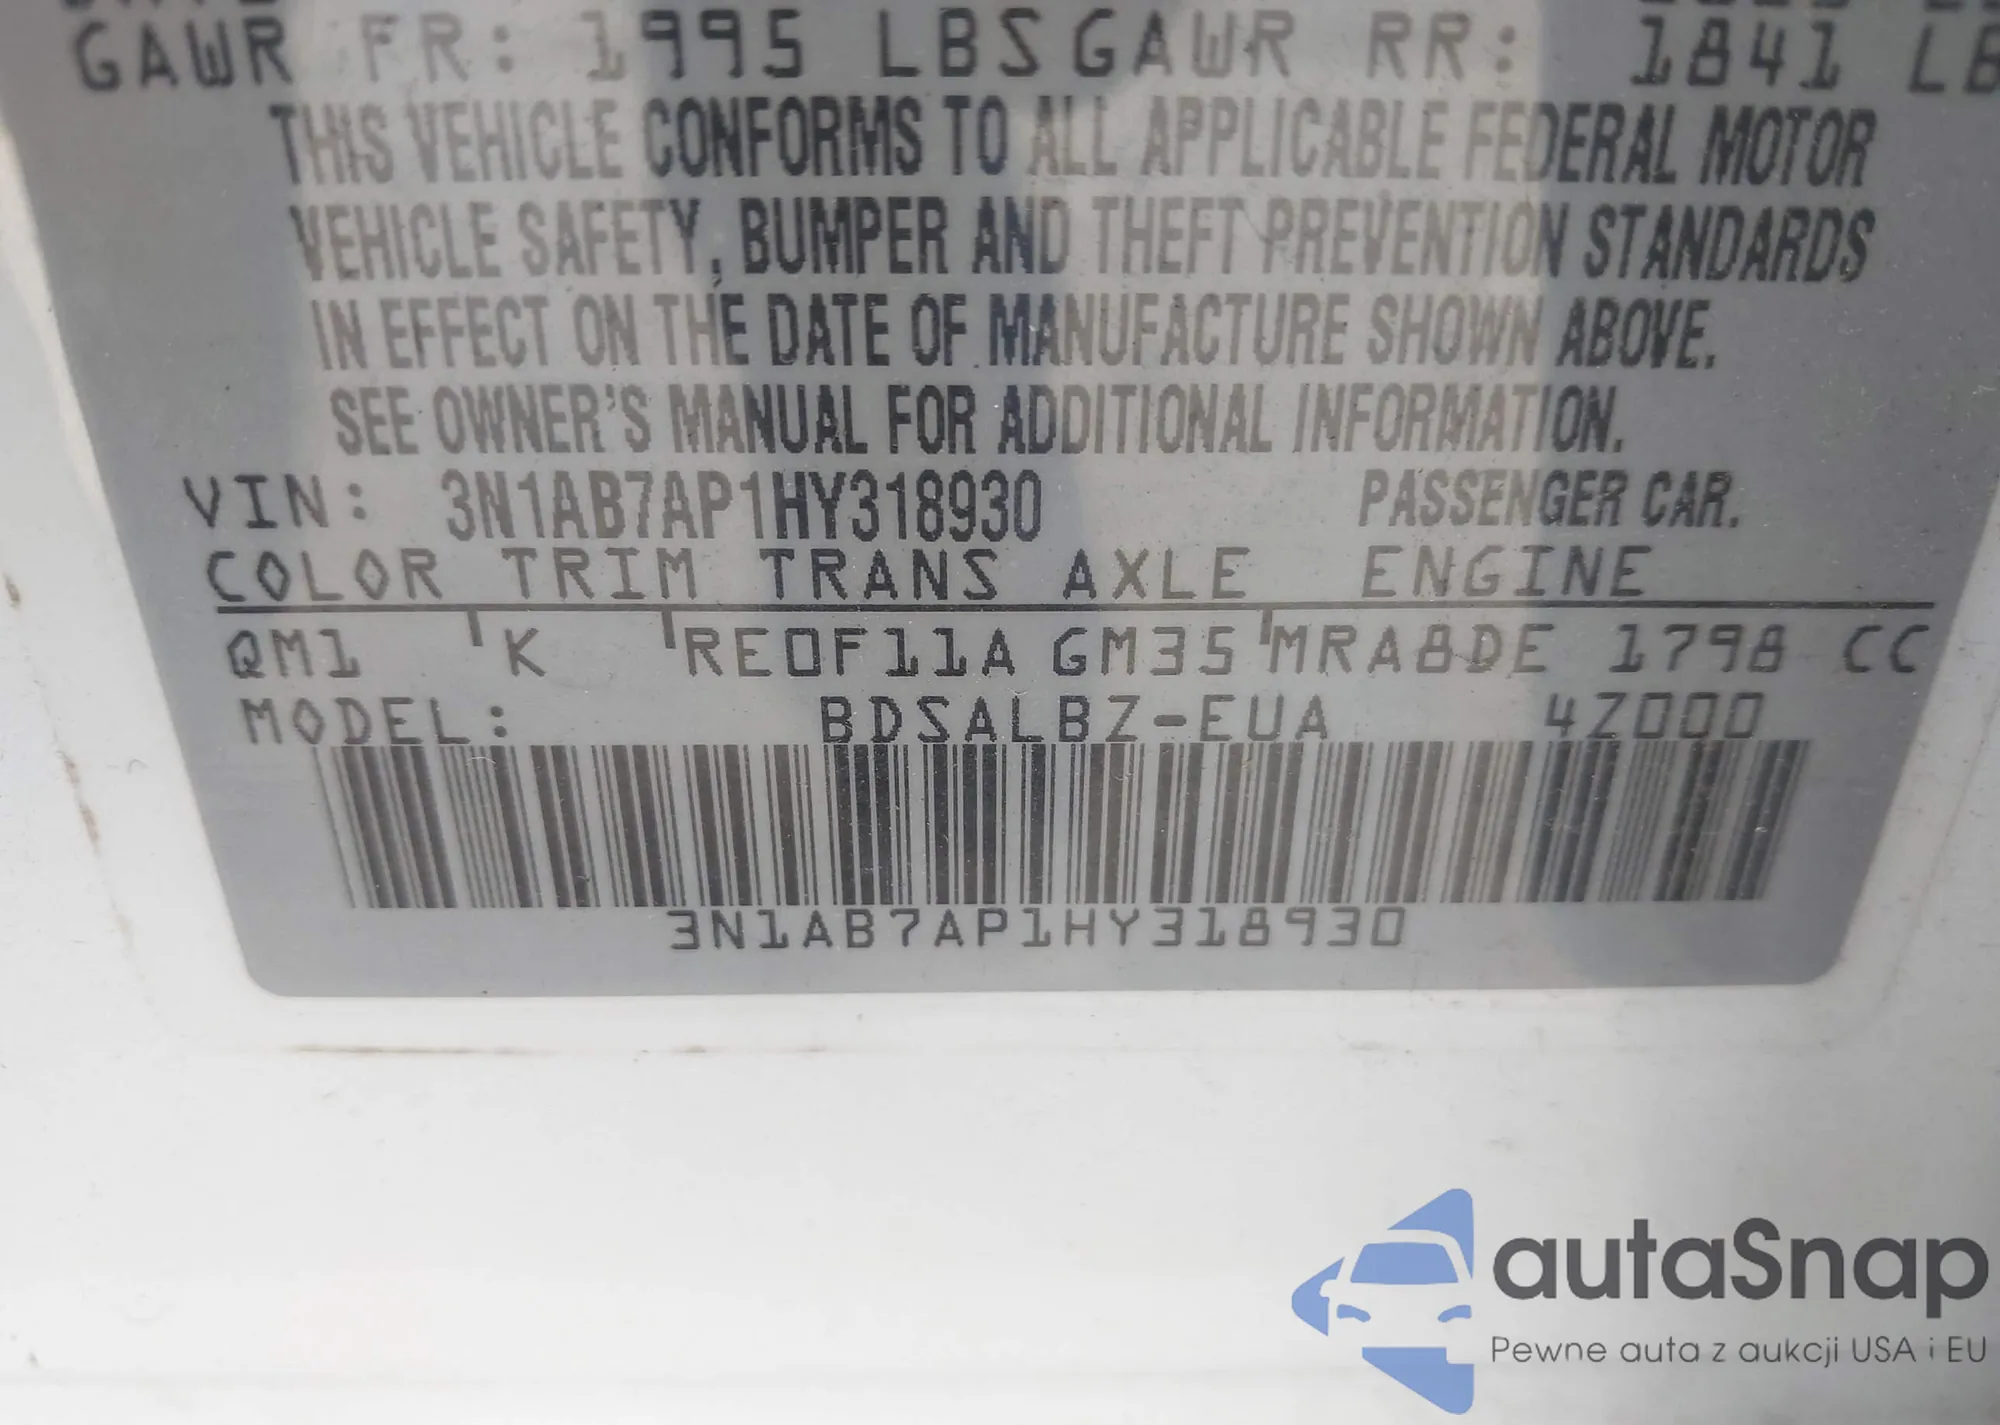 GAWR FR: 1995 LBS GAWR RR: 1841 LB
THIS VEHICLE CONFORMS TO ALL APPLICABLE FEDERAL MOTOR
VEHICLE SAFETY, BUMPER AND THEFT PREVENTION STANDARDS
IN EFFECT ON THE DATE OF MANUFACTURE SHOWN ABOVE.
SEE OWNER'S MANUAL FOR ADDITIONAL INFORMATION.
VIN: 3N1AB7AP1HY318930 PASSENGER CAR.
COLOR TRIM TRANS AXLE ENGINE
QM1 K RE0F11A GM35 MRA8DE 1798 CC
MODEL: BDSALBZ-EUA 4Z000
3N1AB7AP1HY318930
autaSnap
Pewne auta z aukcji USA i EU